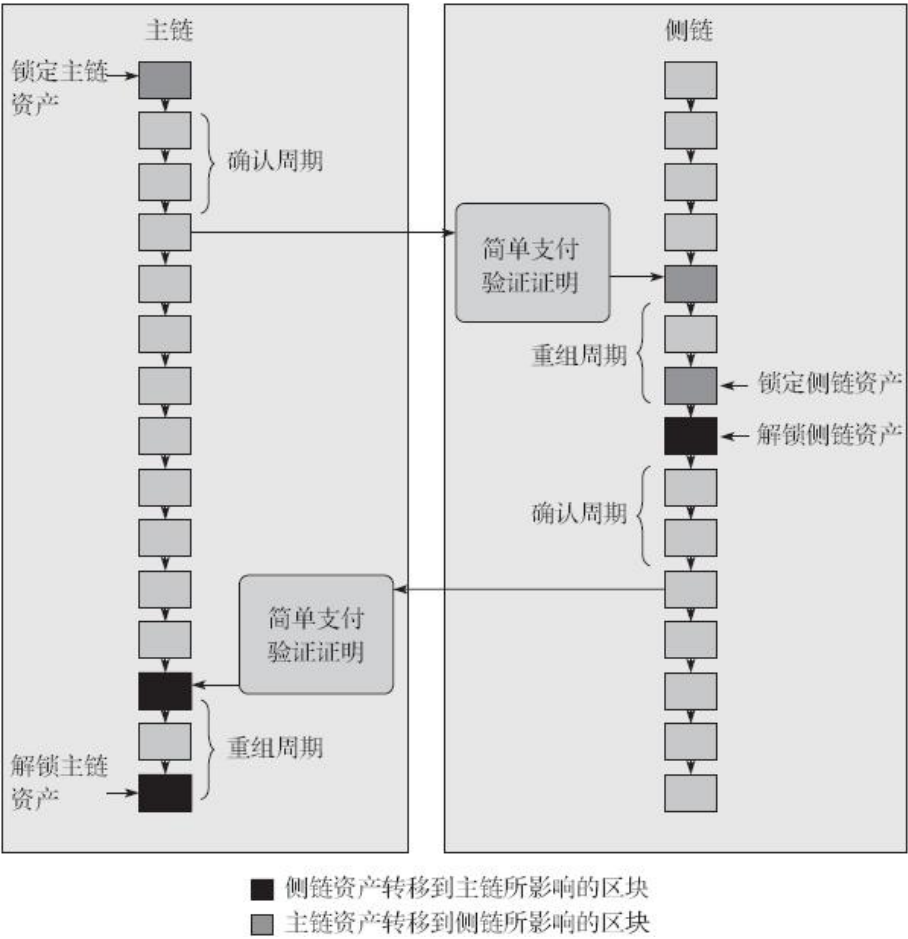 主链
侧链
锁定主链
资产
确认周期
简单支付
验证证明
重组周期
锁定侧链资产
解锁侧链资产
确认周期
简单支付
验证证明
重组周期
解锁主链
资产
侧链资产转移到主链所影响的区块
主链资产转移到侧链所影响的区块